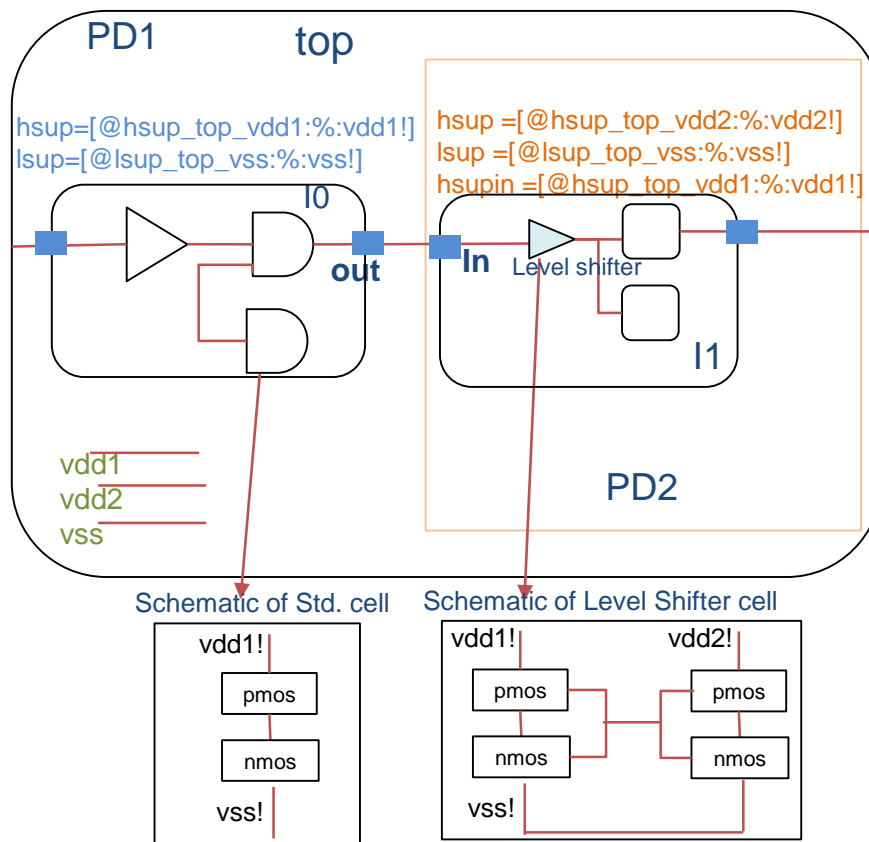 PD1
top
hsup=[@hsup_top_vdd1:%:vdd1!]
lsup=[@lsup_top_vss:%:vss!]
I0
out
hsup =[@hsup_top_vdd2:%:vdd2!]
lsup =[@lsup_top_vss:%:vss!]
hsupin =[@hsup_top_vdd1:%:vdd1!]
In
Level shifter
I1
PD2
vdd1
vdd2
vss
Schematic of Std. cell
vdd1!
pmos
nmos
vss!
Schematic of Level Shifter cell
vdd1!
vdd2!
pmos
pmos
nmos
nmos
vss!